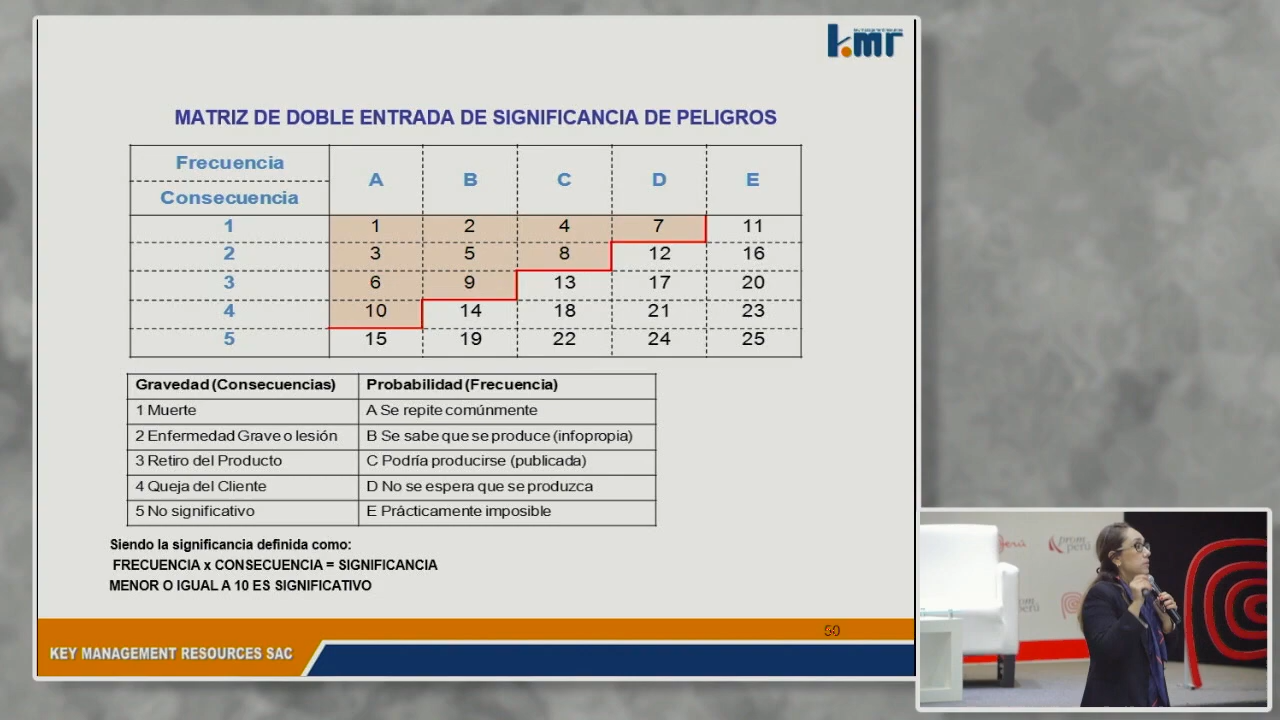 kmr
MATRIZ DE DOBLE ENTRADA DE SIGNIFICANCIA DE PELIGROS
Frecuencia
Consecuencia
A B C D E
1 1 2 4 7 11
2 3 5 8 12 16
3 6 9 13 17 20
4 10 14 18 21 23
5 15 19 22 24 25
Gravedad (Consecuencias) Probabilidad (Frecuencia)
1 Muerte A Se repite comúnmente
2 Enfermedad Grave o lesión B Se sabe que se produce (infopropia)
3 Retiro del Producto C Podría producirse (publicada)
4 Queja del Cliente D No se espera que se produzca
5 No significativo E Prácticamente imposible
Siendo la significancia definida como:
FRECUENCIA x CONSECUENCIA = SIGNIFICANCIA
MENOR O IGUAL A 10 ES SIGNIFICATIVO
50
KEY MANAGEMENT RESOURCES SAC
prom
perú